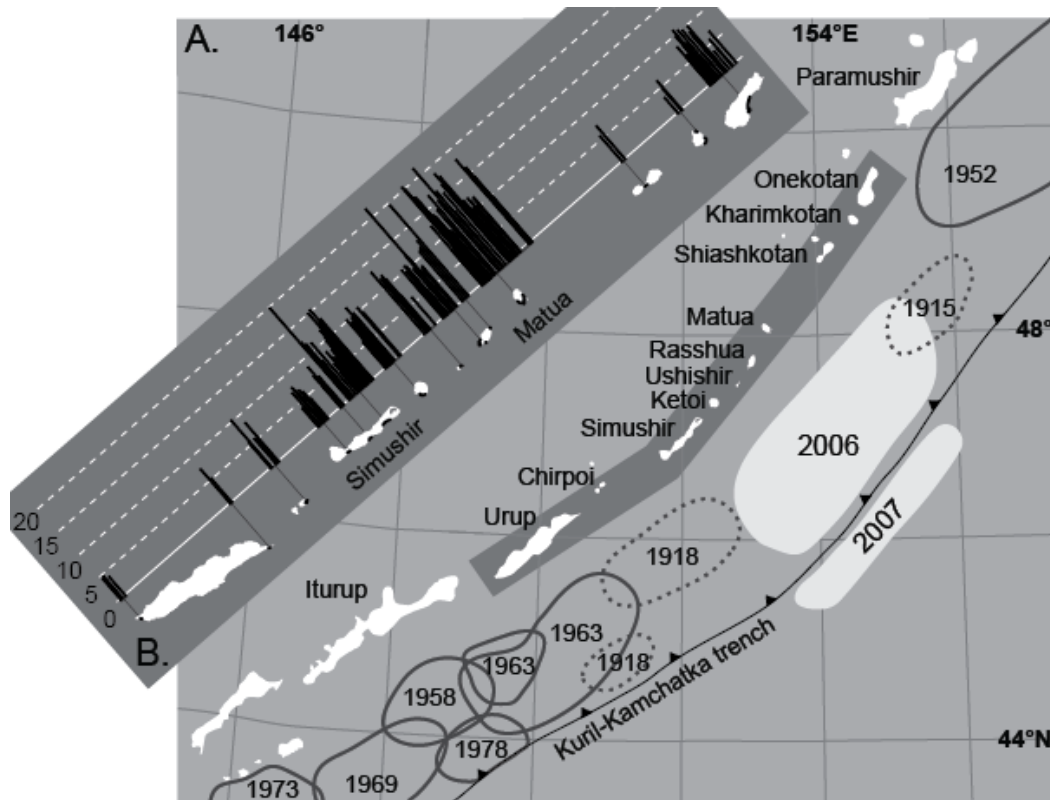 A.
146°
154°E
Paramushir
1952
Onekotan
Kharimkotan
Shiashkotan
1915
48°
Matua
Matua
Rasshua
Ushishir
Ketoi
Simushir
Simushir
2006
Chirpoi
2007
Urup
20
15
10
5
0
1918
Iturup
B.
1963
1963
1918
1958
Kuril-Kamchatka trench
1978
44°N
1969
1973